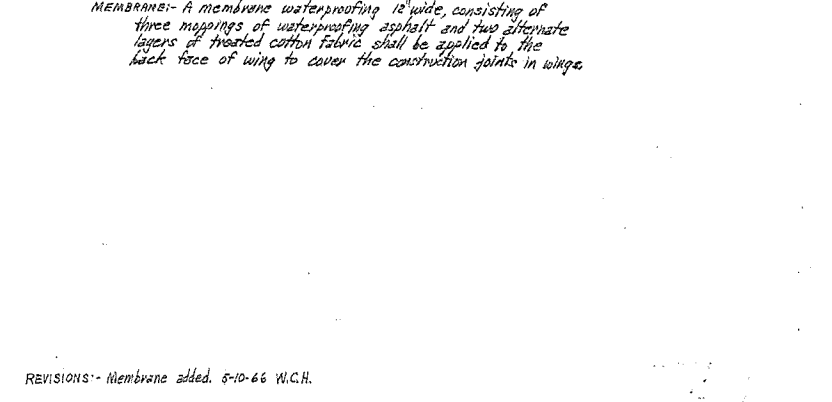 MEMBRANE:- A membrane waterproofing 12" wide, consisting of
three moppings of waterproofing asphalt and two alternate
layers of treated cotton fabric shall be applied to the
back face of wing to cover the construction joints in wings.
REVISIONS:- Membrane added. 5-10-66 W.C.H.